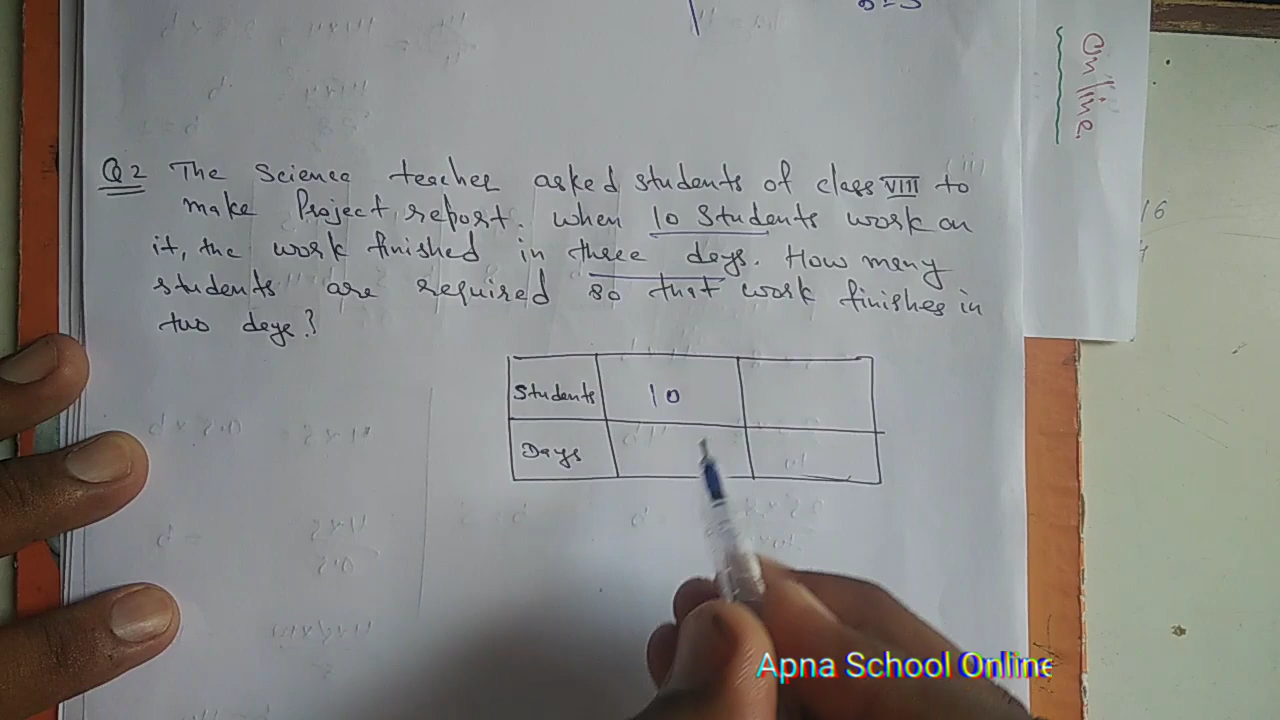 Online
Q2 The Science teacher asked students of class VIII to
make Project report. When 10 Students work on
it, the work finished in three days. How many
students are required so that work finishes in
two days?
Students 10
Days
16
Apna School Online